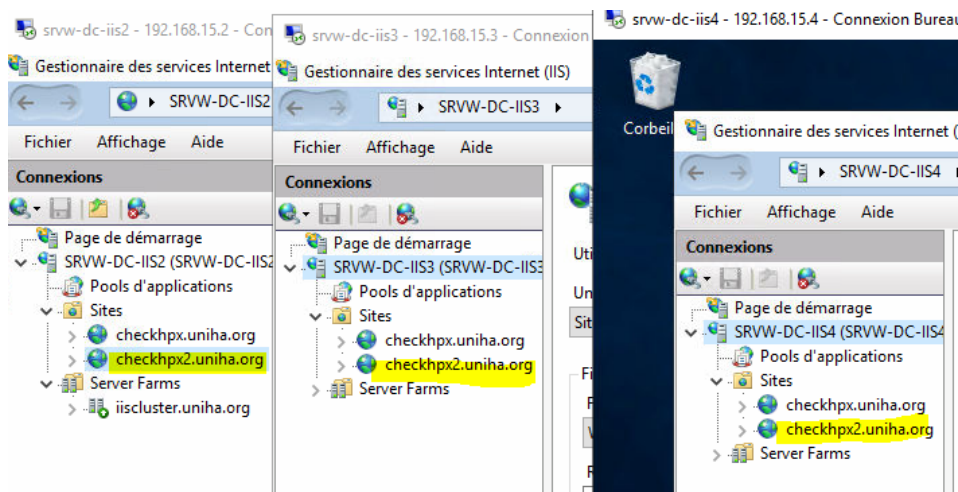 srvw-dc-iis2 - 192.168.15.2 - Con
Gestionnaire des services Internet
SRVW-DC-IIS2
Fichier Affichage Aide
Connexions
Page de démarrage
SRVW-DC-IIS2 (SRVW-DC-IIS2
Pools d'applications
Sites
checkhpx.uniha.org
checkhpx2.uniha.org
Server Farms
iiscluster.uniha.org
srvw-dc-iis3 - 192.168.15.3 - Connexion
Gestionnaire des services Internet (IIS)
SRVW-DC-IIS3
Fichier Affichage Aide
Connexions
Page de démarrage
SRVW-DC-IIS3 (SRVW-DC-IIS3
Pools d'applications
Sites
checkhpx.uniha.org
checkhpx2.uniha.org
Server Farms
Uti
Un
Sit
Fi
srvw-dc-iis4 - 192.168.15.4 - Connexion Burea
Corbeil
Gestionnaire des services Internet (
SRVW-DC-IIS4
Fichier Affichage Aide
Connexions
Page de démarrage
SRVW-DC-IIS4 (SRVW-DC-IIS4
Pools d'applications
Sites
checkhpx.uniha.org
checkhpx2.uniha.org
Server Farms